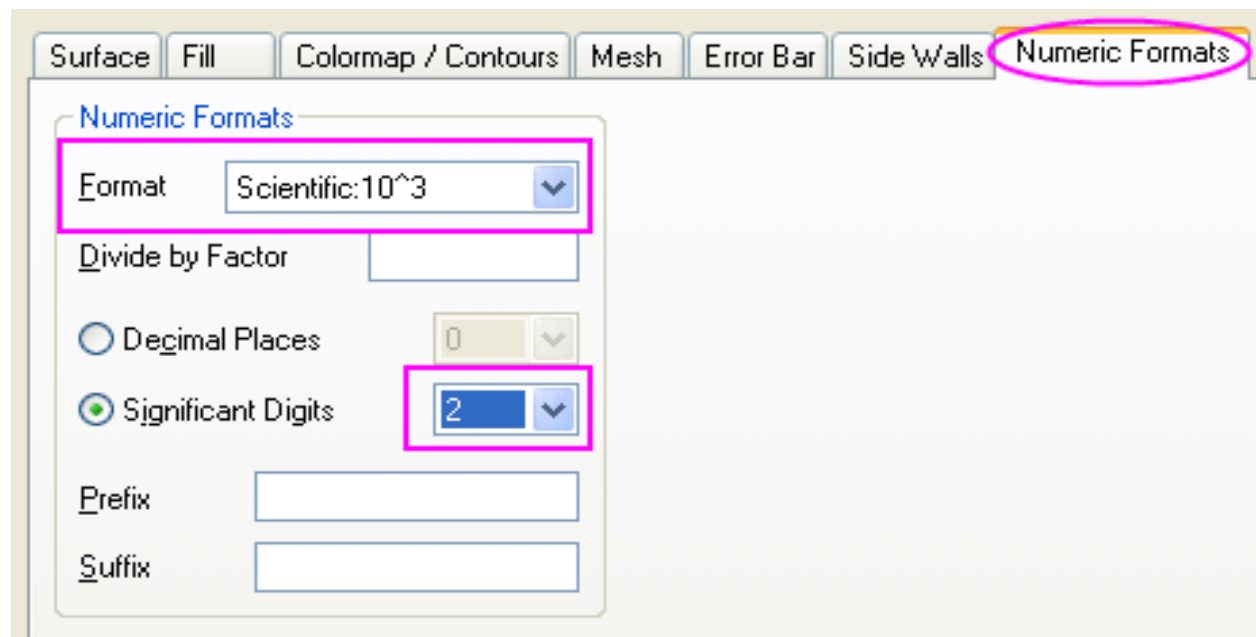 Surface Fill Colormap / Contours Mesh Error Bar Side Walls Numeric Formats
Numeric Formats
Format Scientific:10^3
Divide by Factor
Decimal Places 0
Significant Digits 2
Prefix
Suffix